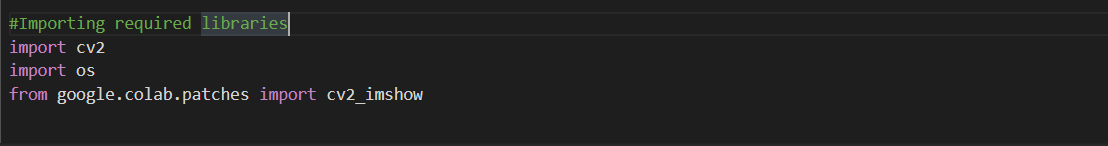 #Importing required libraries
import cv2
import os
from google.colab.patches import cv2_imshow